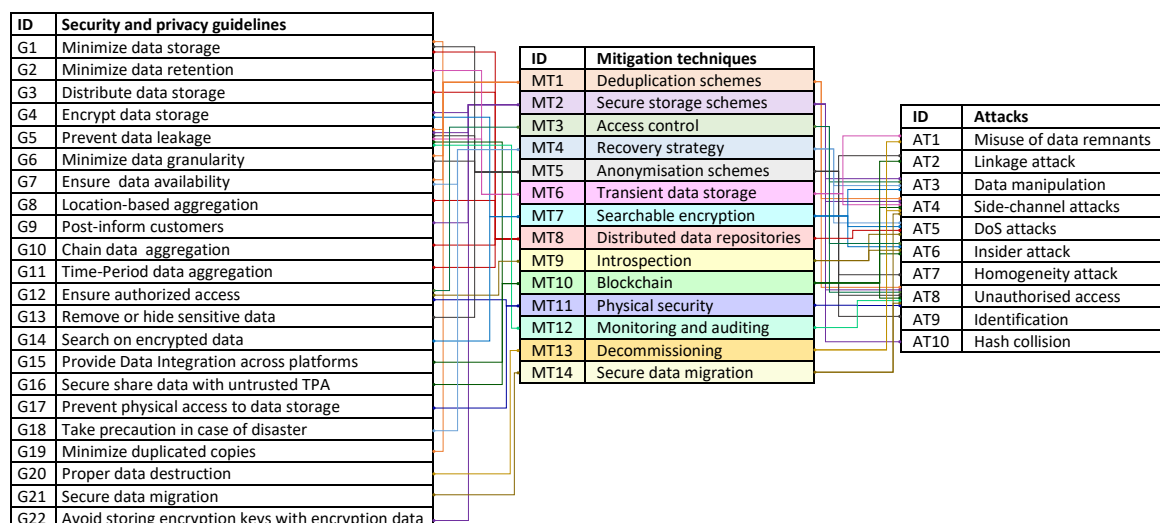 ID Security and privacy guidelines
G1 Minimize data storage
G2 Minimize data retention
G3 Distribute data storage
G4 Encrypt data storage
G5 Prevent data leakage
G6 Minimize data granularity
G7 Ensure data availability
G8 Location-based aggregation
G9 Post-inform customers
G10 Chain data aggregation
G11 Time-Period data aggregation
G12 Ensure authorized access
G13 Remove or hide sensitive data
G14 Search on encrypted data
G15 Provide Data Integration across platforms
G16 Secure share data with untrusted TPA
G17 Prevent physical access to data storage
G18 Take precaution in case of disaster
G19 Minimize duplicated copies
G20 Proper data destruction
G21 Secure data migration
G22 Avoid storing encryption keys with encryption data
ID Mitigation techniques
MT1 Deduplication schemes
MT2 Secure storage schemes
MT3 Access control
MT4 Recovery strategy
MT5 Anonymisation schemes
MT6 Transient data storage
MT7 Searchable encryption
MT8 Distributed data repositories
MT9 Introspection
MT10 Blockchain
MT11 Physical security
MT12 Monitoring and auditing
MT13 Decommissioning
MT14 Secure data migration
ID Attacks
AT1 Misuse of data remnants
AT2 Linkage attack
AT3 Data manipulation
AT4 Side-channel attacks
AT5 DoS attacks
AT6 Insider attack
AT7 Homogeneity attack
AT8 Unauthorised access
AT9 Identification
AT10 Hash collision